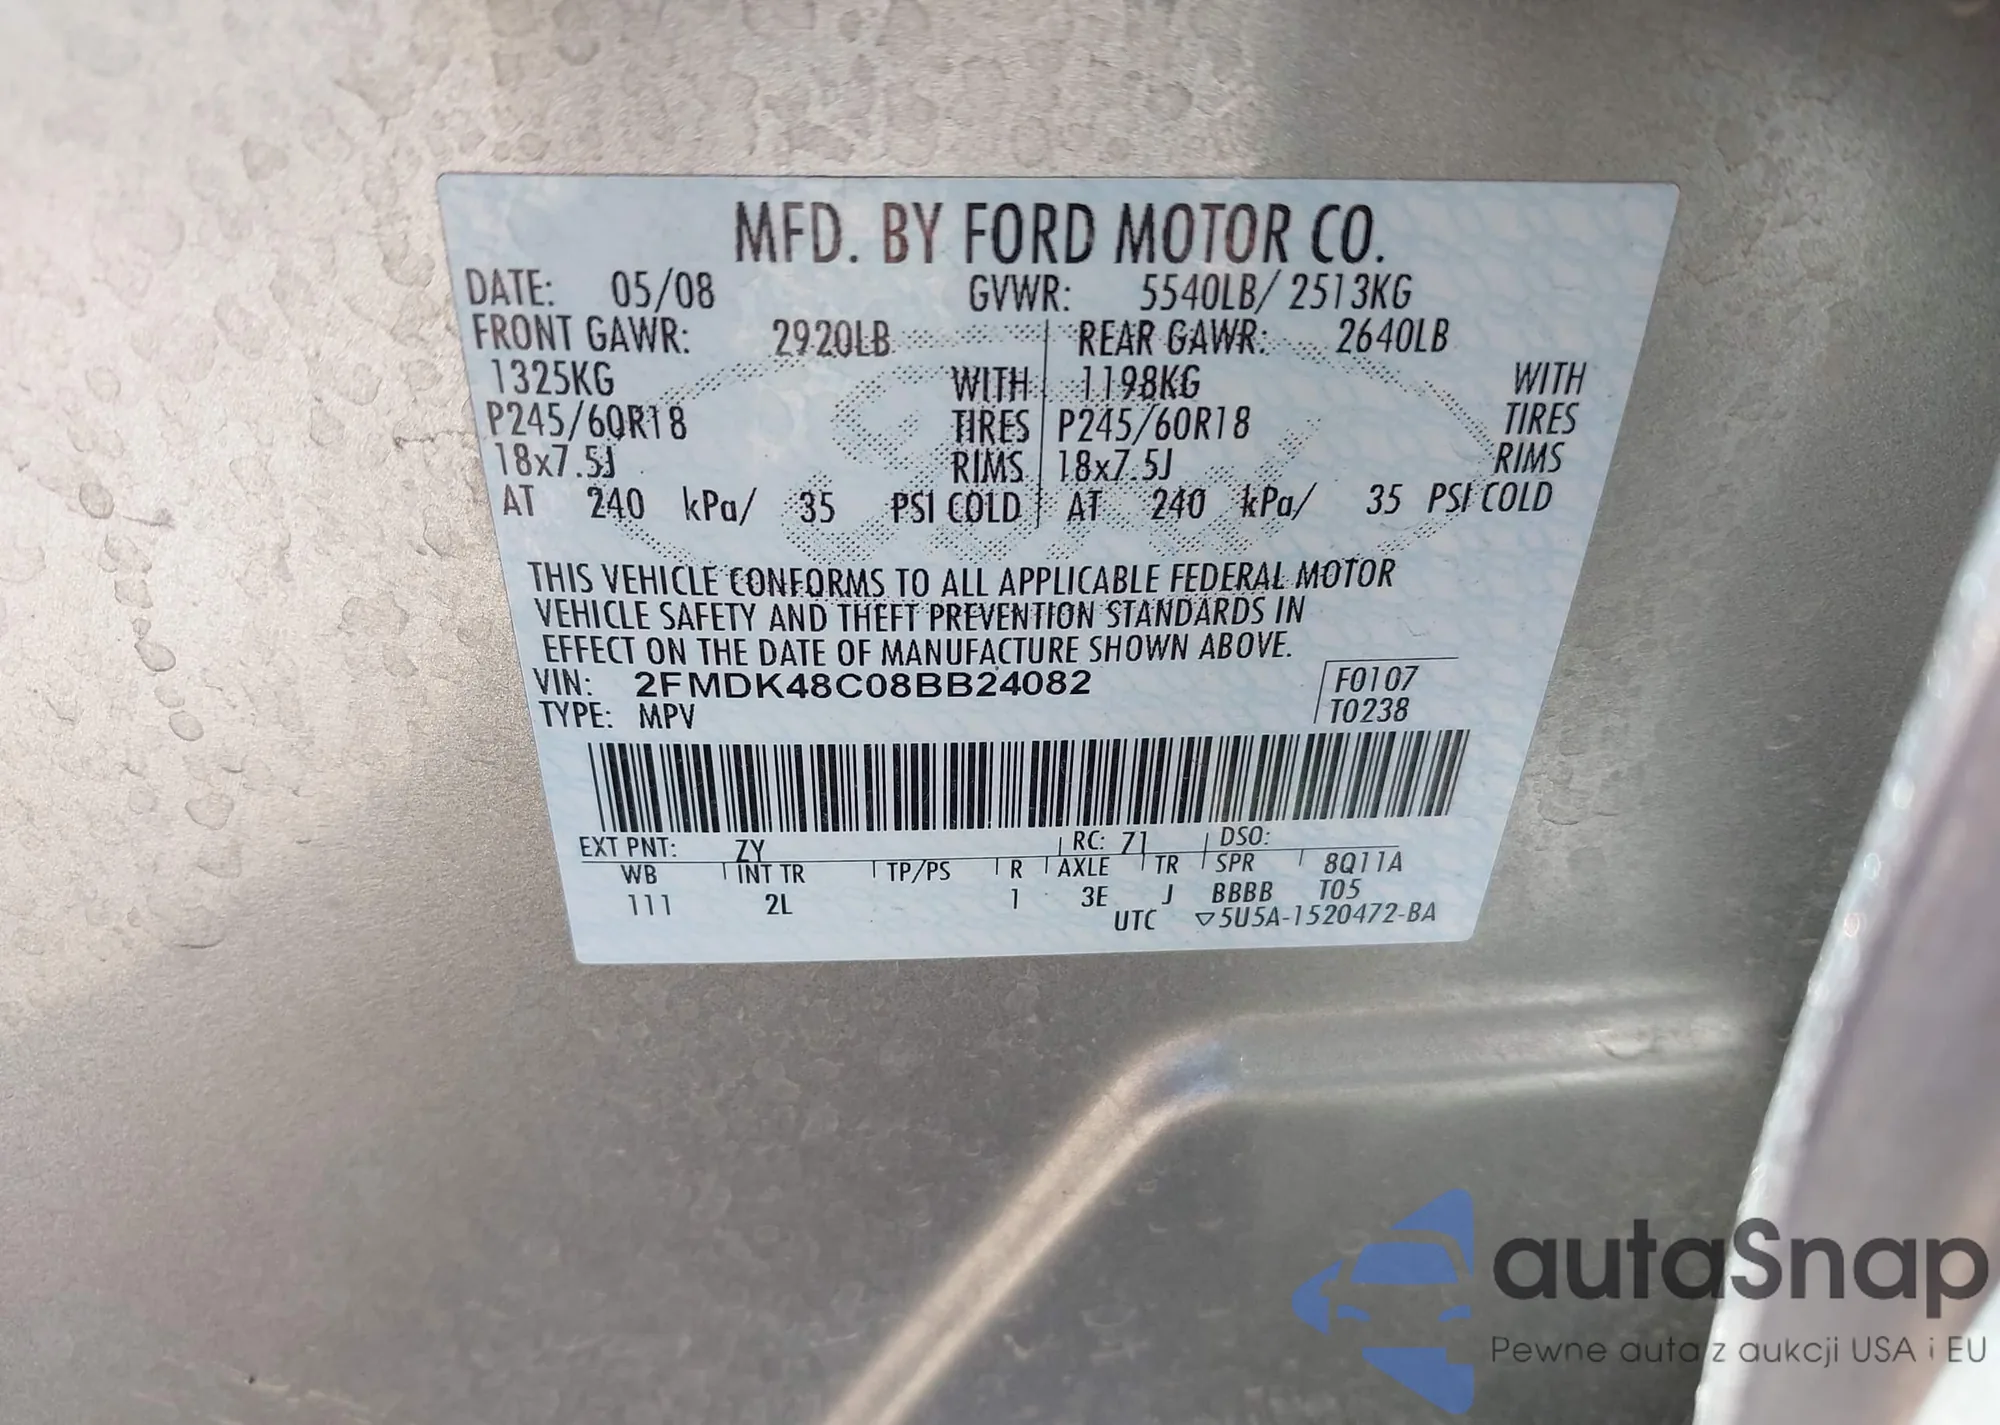 MFD. BY FORD MOTOR CO.
DATE: 05/08 GVWR: 5540LB/ 2513KG
FRONT GAWR: 2920LB REAR GAWR: 2640LB
1325KG WITH 1198KG WITH
P245/60R18 TIRES P245/60R18 TIRES
18x7.5J RIMS 18x7.5J RIMS
AT 240 kPa/ 35 PSI COLD AT 240 kPa/ 35 PSI COLD
THIS VEHICLE CONFORMS TO ALL APPLICABLE FEDERAL MOTOR
VEHICLE SAFETY AND THEFT PREVENTION STANDARDS IN
EFFECT ON THE DATE OF MANUFACTURE SHOWN ABOVE.
VIN: 2FMDK48C08BB24082 F0107
TYPE: MPV T0238
EXT PNT: ZY RC: 71 DSO:
WB INT TR TP/PS R AXLE TR SPR 8Q11A
111 2L 1 3E J BBBB T05
UTC ▽5U5A-1520472-BA
autaSnap
Pewne auta z aukcji USA i EU